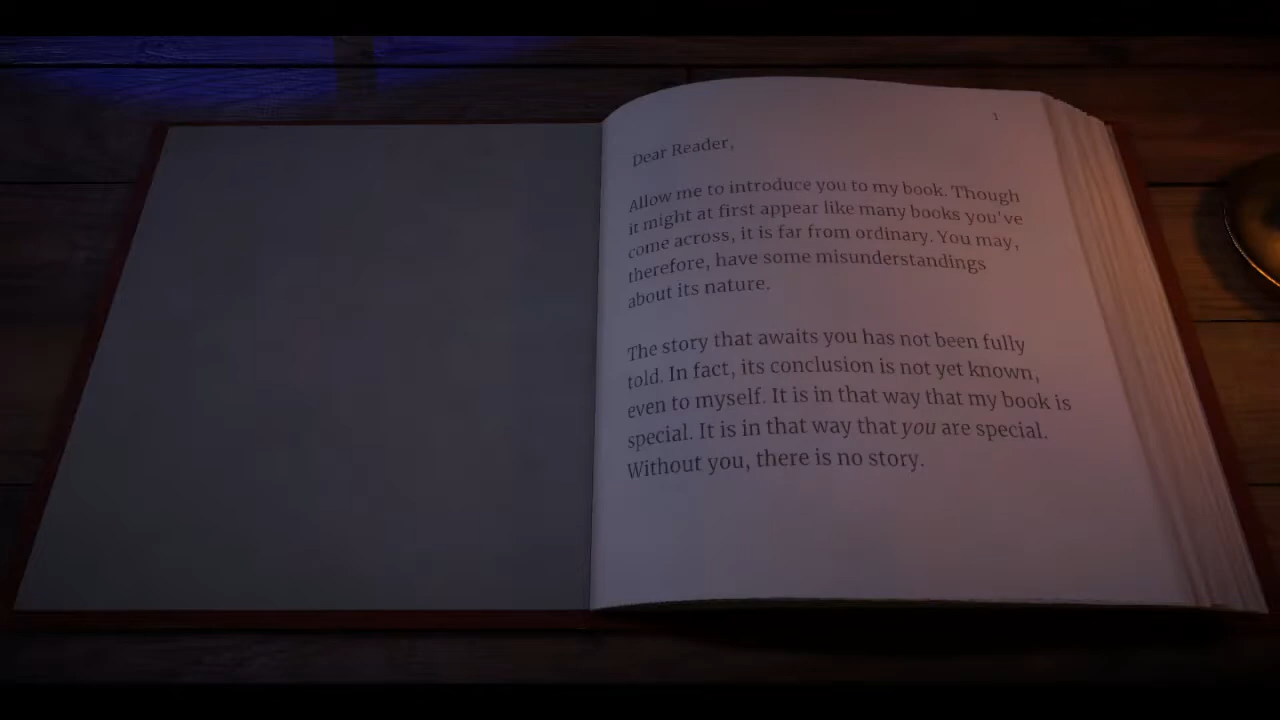 1
Dear Reader,
Allow me to introduce you to my book. Though
it might at first appear like many books you've
come across, it is far from ordinary. You may,
therefore, have some misunderstandings
about its nature.
The story that awaits you has not been fully
told. In fact, its conclusion is not yet known,
even to myself. It is in that way that my book is
special. It is in that way that you are special.
Without you, there is no story.